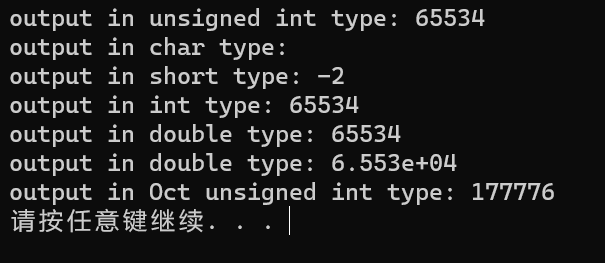 output in unsigned int type: 65534
output in char type:
output in short type: -2
output in int type: 65534
output in double type: 65534
output in double type: 6.553e+04
output in Oct unsigned int type: 177776
请按任意键继续. . .